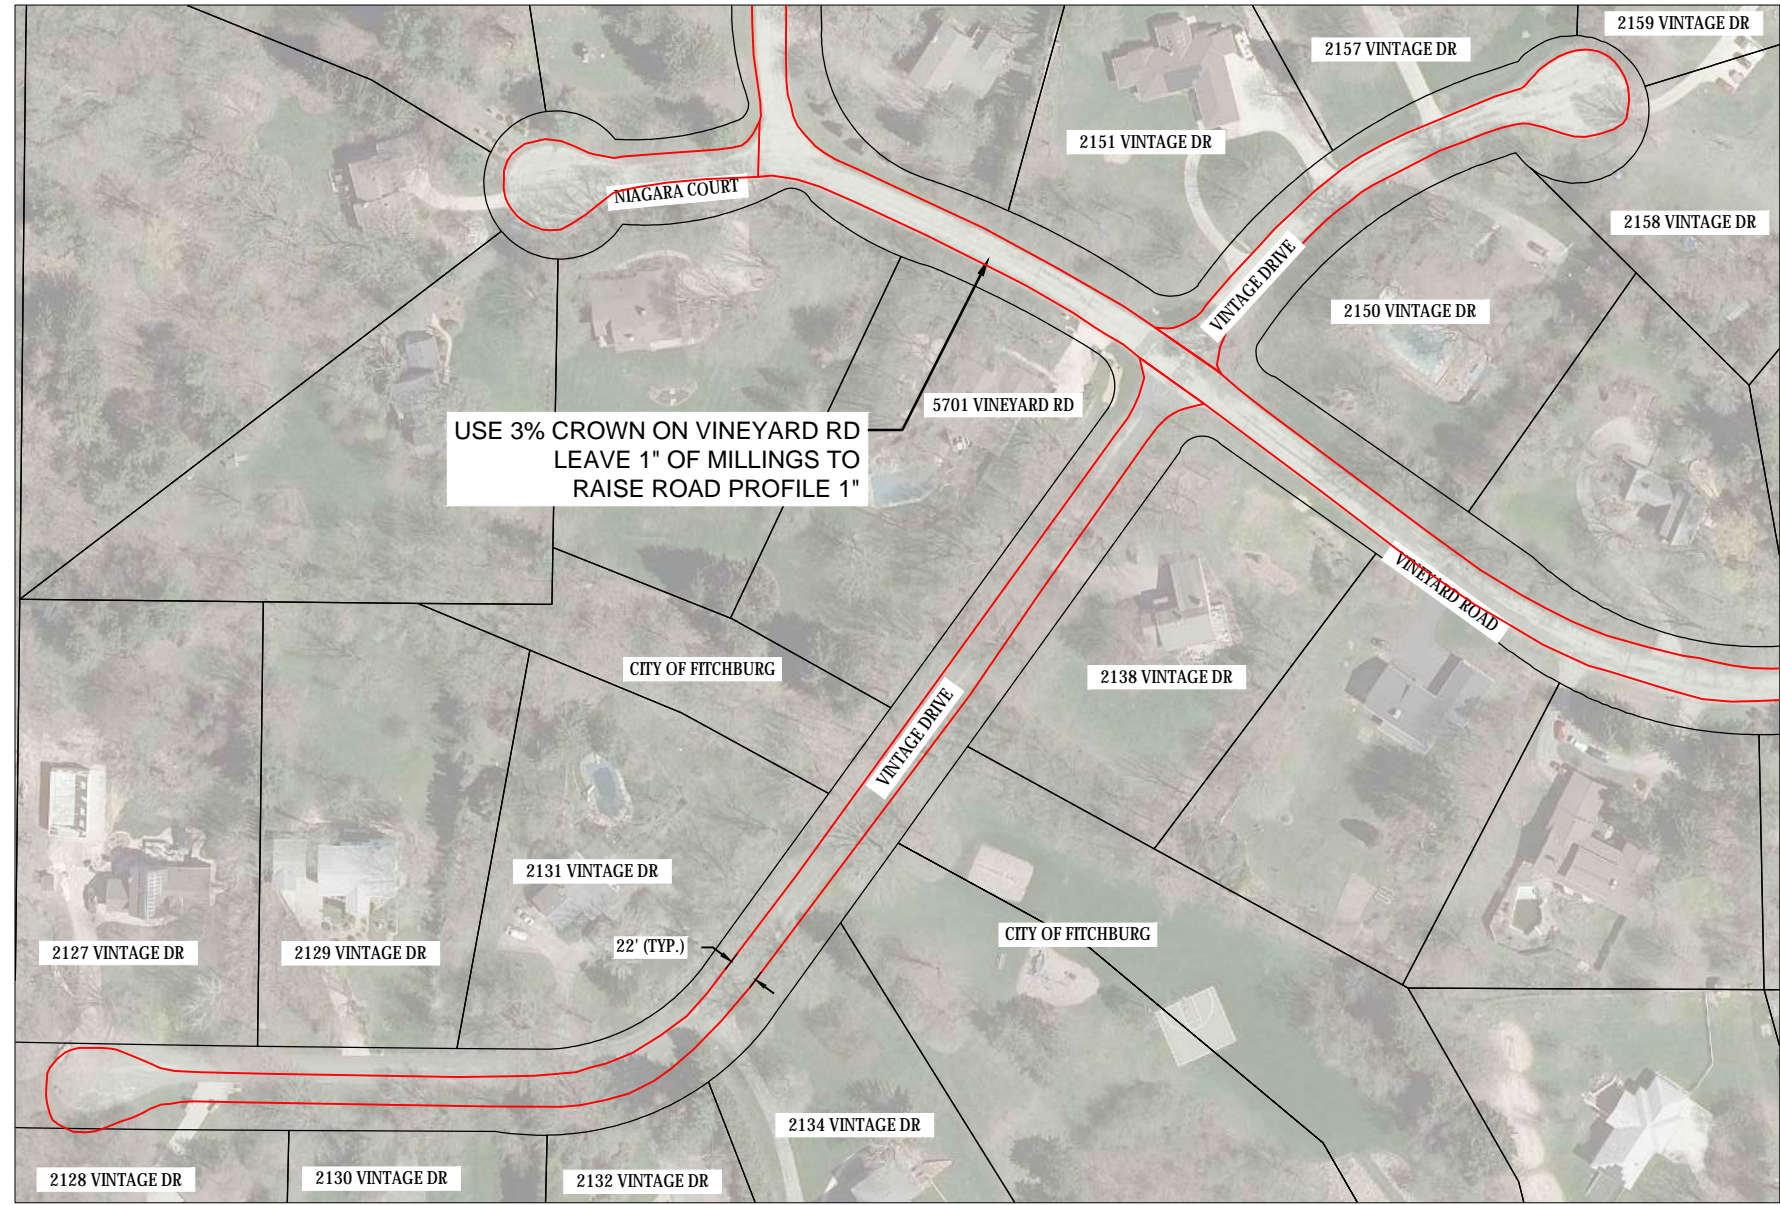 2159 VINTAGE DR
2157 VINTAGE DR
2151 VINTAGE DR
NIAGARA COURT
2158 VINTAGE DR
VINTAGE DRIVE
2150 VINTAGE DR
5701 VINEYARD RD
USE 3% CROWN ON VINEYARD RD
LEAVE 1" OF MILLINGS TO
RAISE ROAD PROFILE 1"
VINEYARD ROAD
CITY OF FITCHBURG
2138 VINTAGE DR
VINTAGE DRIVE
2131 VINTAGE DR
22' (TYP.)
CITY OF FITCHBURG
2127 VINTAGE DR
2129 VINTAGE DR
2134 VINTAGE DR
2128 VINTAGE DR
2130 VINTAGE DR
2132 VINTAGE DR